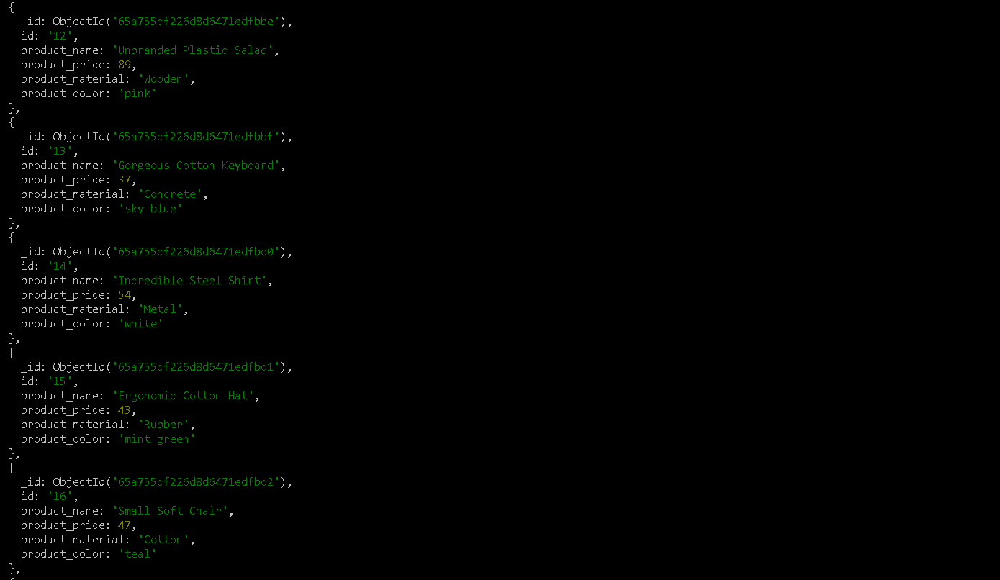 {
_id: ObjectId('65a755cf226d8d6471edfbbe'),
id: '12',
product_name: 'Unbranded Plastic Salad',
product_price: 89,
product_material: 'Wooden',
product_color: 'pink'
},
{
_id: ObjectId('65a755cf226d8d6471edfbbf'),
id: '13',
product_name: 'Gorgeous Cotton Keyboard',
product_price: 37,
product_material: 'Concrete',
product_color: 'sky blue'
},
{
_id: ObjectId('65a755cf226d8d6471edfbc0'),
id: '14',
product_name: 'Incredible Steel Shirt',
product_price: 54,
product_material: 'Metal',
product_color: 'white'
},
{
_id: ObjectId('65a755cf226d8d6471edfbc1'),
id: '15',
product_name: 'Ergonomic Cotton Hat',
product_price: 43,
product_material: 'Rubber',
product_color: 'mint green'
},
{
_id: ObjectId('65a755cf226d8d6471edfbc2'),
id: '16',
product_name: 'Small Soft Chair',
product_price: 47,
product_material: 'Cotton',
product_color: 'teal'
},